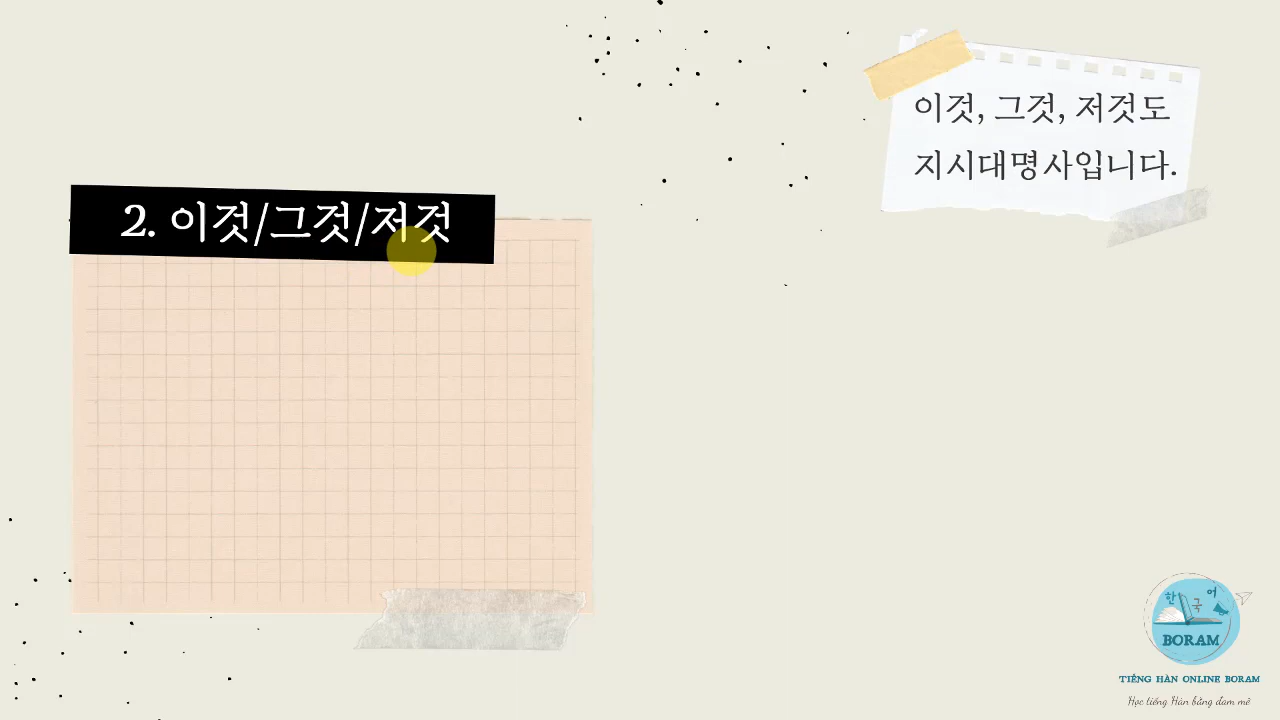 이것, 그것, 저것도
지시대명사입니다.
2. 이것/그것/저것
한
국
어
BORAM
TIẾNG HÀN ONLINE BORAM
Học tiếng Hàn bằng đam mê